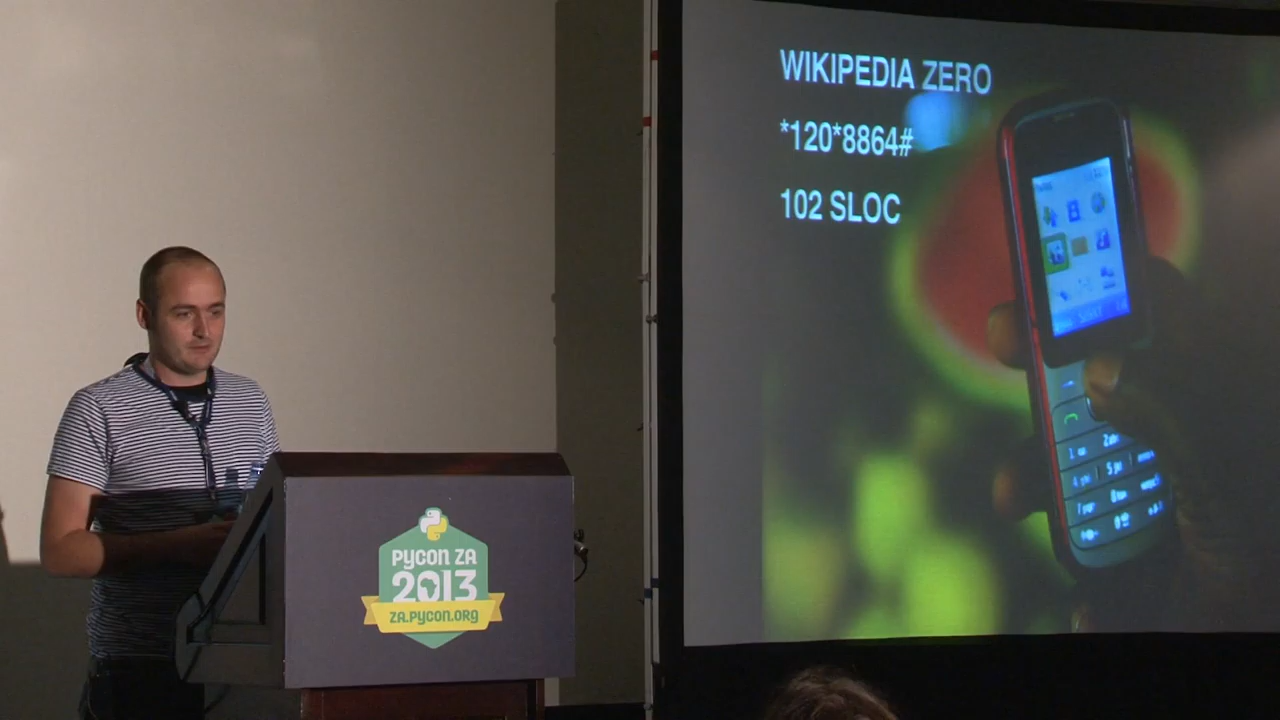 WIKIPEDIA ZERO
*120*8864#
102 SLOC
PYCON ZA
2013
ZA.PYCON.ORG